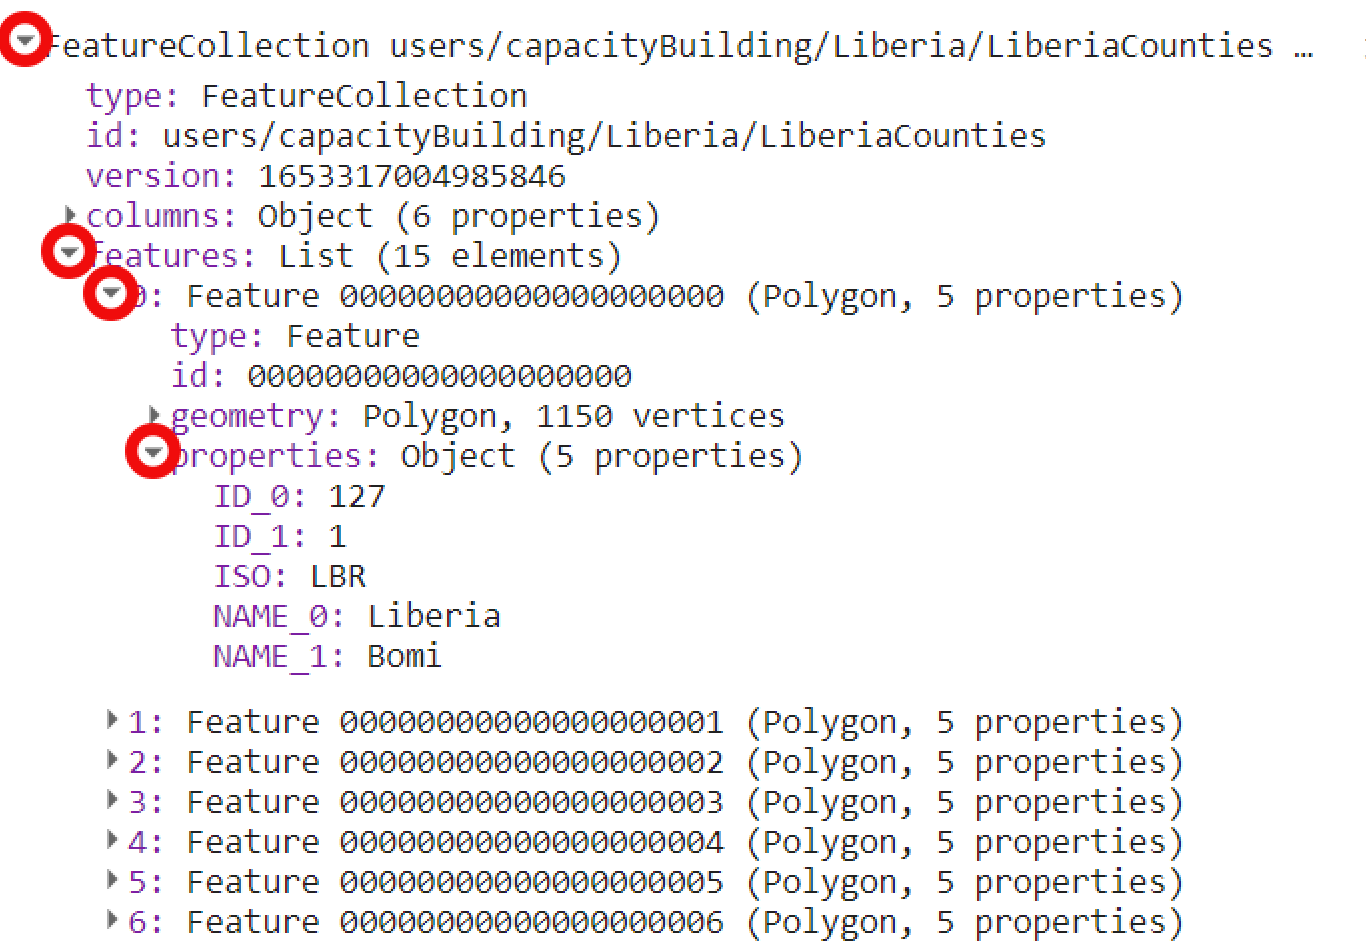 FeatureCollection users/capacityBuilding/Liberia/LiberiaCounties …
type: FeatureCollection
id: users/capacityBuilding/Liberia/LiberiaCounties
version: 1653317004985846
columns: Object (6 properties)
features: List (15 elements)
0: Feature 00000000000000000000 (Polygon, 5 properties)
type: Feature
id: 00000000000000000000
geometry: Polygon, 1150 vertices
properties: Object (5 properties)
ID_0: 127
ID_1: 1
ISO: LBR
NAME_0: Liberia
NAME_1: Bomi
1: Feature 00000000000000000001 (Polygon, 5 properties)
2: Feature 00000000000000000002 (Polygon, 5 properties)
3: Feature 00000000000000000003 (Polygon, 5 properties)
4: Feature 00000000000000000004 (Polygon, 5 properties)
5: Feature 00000000000000000005 (Polygon, 5 properties)
6: Feature 00000000000000000006 (Polygon, 5 properties)